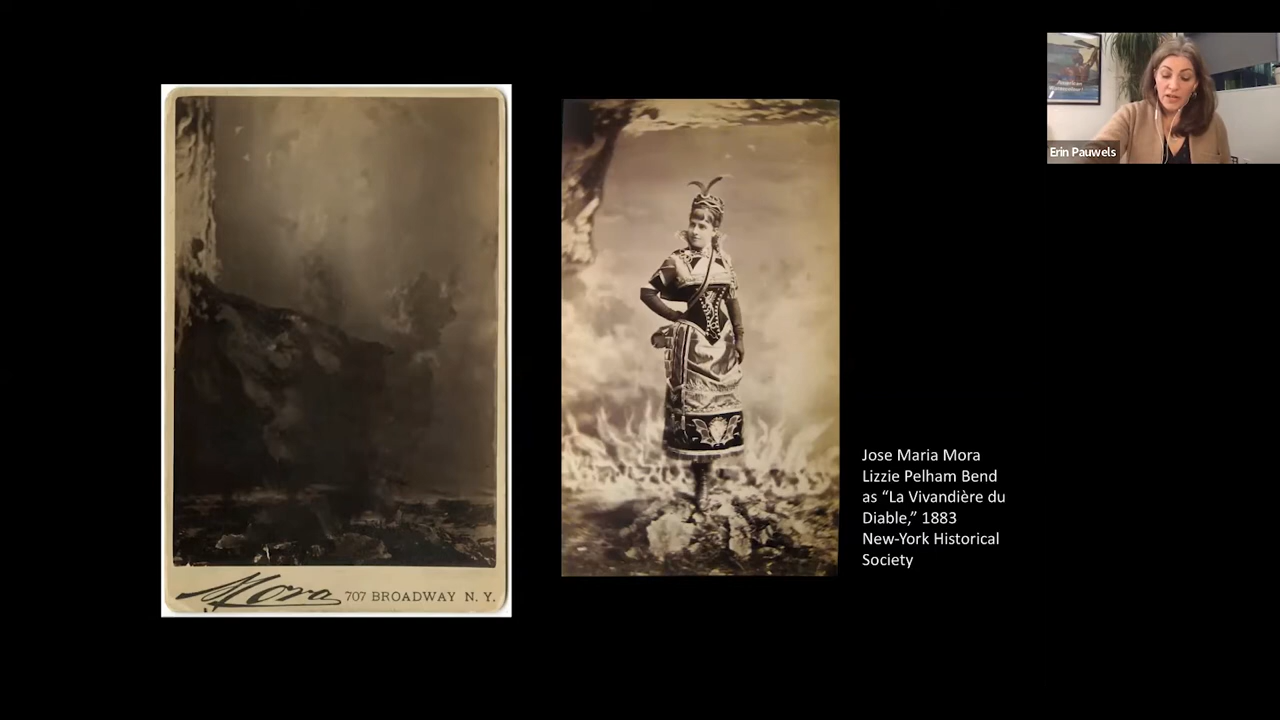 Erin Pauwels
Jose Maria Mora
Lizzie Pelham Bend
as “La Vivandière du
Diable,” 1883
New-York Historical
Society
Mora
707 BROADWAY N. Y.